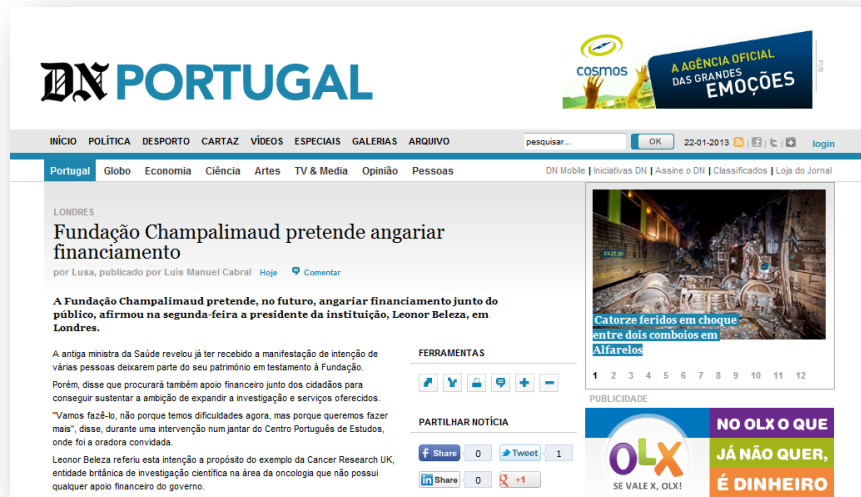 DN PORTUGAL
cosmos
A AGÊNCIA OFICIAL
DAS GRANDES
EMOÇÕES
PUB
INÍCIO POLÍTICA DESPORTO CARTAZ VÍDEOS ESPECIAIS GALERIAS ARQUIVO
pesquisar... OK 22-01-2013 login
Portugal Globo Economia Ciência Artes TV & Media Opinião Pessoas
DN Mobile | Iniciativas DN | Assine o DN | Classificados | Loja do Jornal
LONDRES
Fundação Champalimaud pretende angariar
financiamento
por Lusa, publicado por Luís Manuel Cabral Hoje Comentar
A Fundação Champalimaud pretende, no futuro, angariar financiamento junto do
público, afirmou na segunda-feira a presidente da instituição, Leonor Beleza, em
Londres.
A antiga ministra da Saúde revelou já ter recebido a manifestação de intenção de
várias pessoas deixarem parte do seu património em testamento à Fundação.
Porém, disse que procurará também apoio financeiro junto dos cidadãos para
conseguir sustentar a ambição de expandir a investigação e serviços oferecidos.
"Vamos fazê-lo, não porque temos dificuldades agora, mas porque queremos fazer
mais", disse, durante uma intervenção num jantar do Centro Português de Estudos,
onde foi a oradora convidada.
Leonor Beleza referiu esta intenção a propósito do exemplo da Cancer Research UK,
entidade britânica de investigação científica na área da oncologia que não possui
qualquer apoio financeiro do governo.
FERRAMENTAS
PARTILHAR NOTÍCIA
f Share 0 Tweet 1
in Share 0 +1
Catorze feridos em choque
entre dois comboios em
Alfarelos
1 2 3 4 5 6 7 8 9 10 11 12
PUBLICIDADE
OLX
SE VALE X, OLX!
NO OLX O QUE
JÁ NÃO QUER,
É DINHEIRO